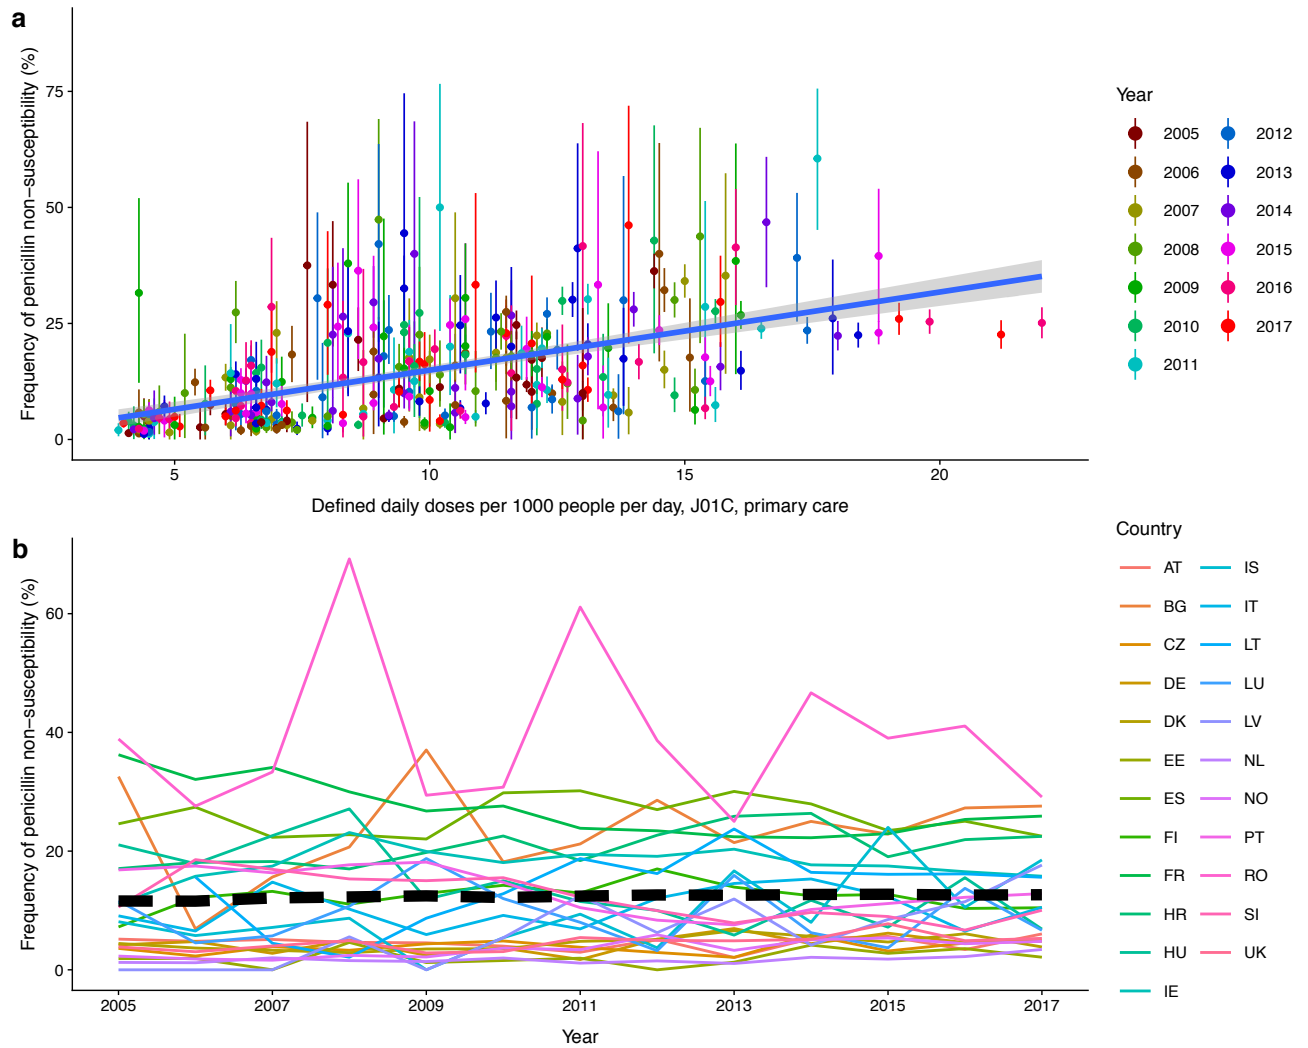 a
Frequency of penicillin non−susceptibility (%)
75
50
25
0
5
10
15
20
Defined daily doses per 1000 people per day, J01C, primary care
Year
2005
2006
2007
2008
2009
2010
2011
2012
2013
2014
2015
2016
2017
b
Frequency of penicillin non−susceptibility (%)
60
40
20
0
2005
2007
2009
2011
2013
2015
2017
Year
Country
AT
BG
CZ
DE
DK
EE
ES
FI
FR
HR
HU
IE
IS
IT
LT
LU
LV
NL
NO
PT
RO
SI
UK